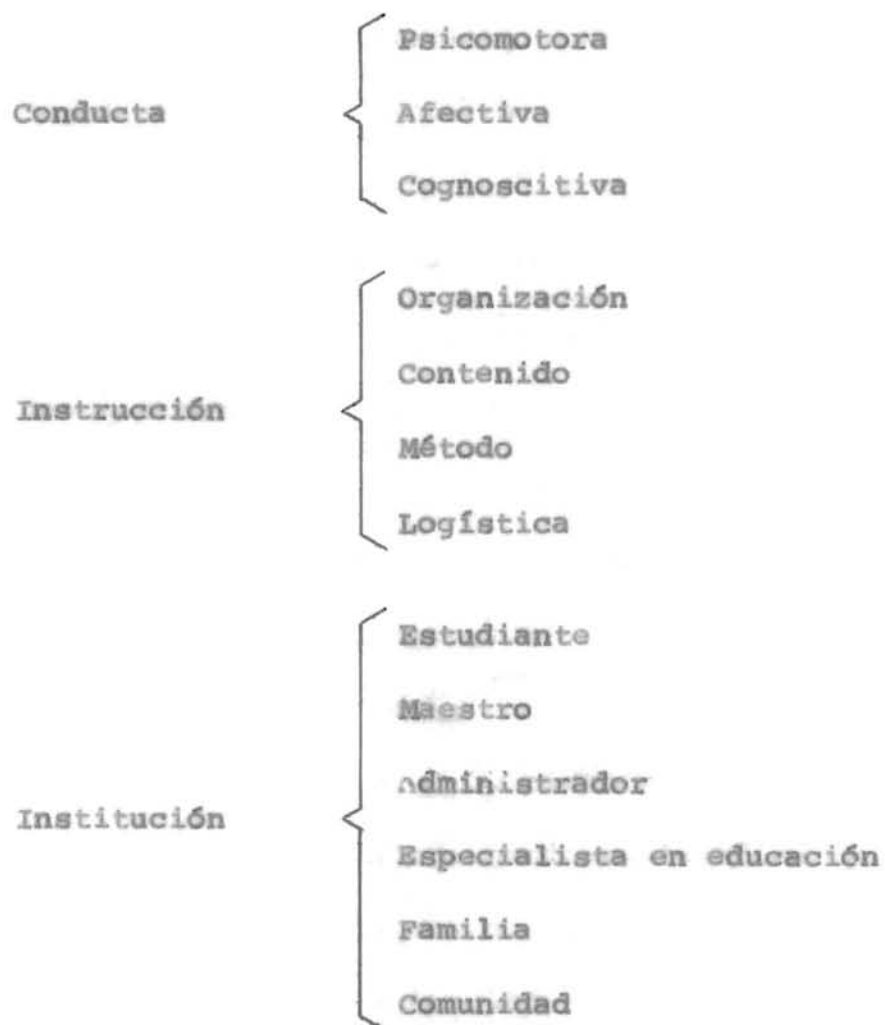 Psicomotora
Conducta
Afectiva
Cognoscitiva
Organización
Contenido
Instrucción
Método
Logística
Estudiante
Maestro
Administrador
Institución
Especialista en educación
Familia
Comunidad